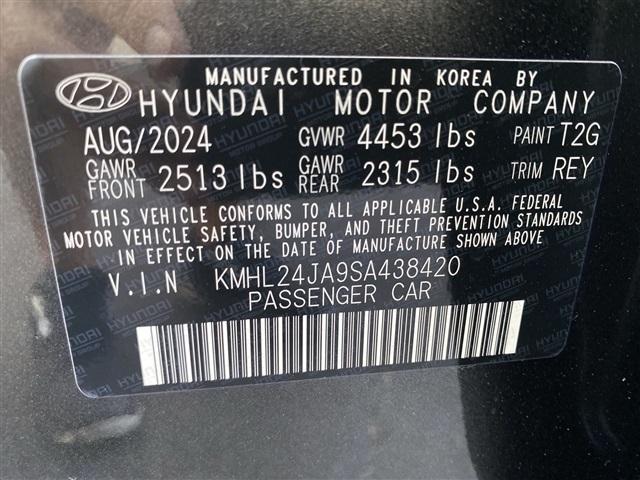 MANUFACTURED IN KOREA BY
HYUNDAI MOTOR COMPANY
AUG/2024 GVWR 4453 lbs PAINT T2G
GAWR FRONT 2513 lbs GAWR REAR 2315 lbs TRIM REY
THIS VEHICLE CONFORMS TO ALL APPLICABLE U.S.A. FEDERAL
MOTOR VEHICLE SAFETY, BUMPER, AND THEFT PREVENTION STANDARDS
IN EFFECT ON THE DATE OF MANUFACTURE SHOWN ABOVE.
V.I.N KMHL24JA9SA438420
PASSENGER CAR